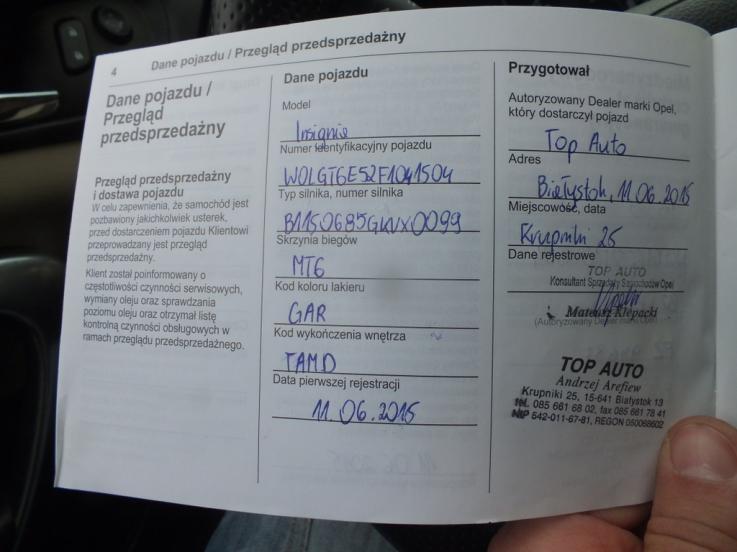 4 Dane pojazdu / Przegląd przedsprzedażny
Dane pojazdu /
Przegląd
przedsprzedażny
Przegląd przedsprzedażny
i dostawa pojazdu
W celu zapewnienia, że samochód jest
pozbawiony jakichkolwiek usterek,
przed dostarczeniem pojazdu Klientowi
przeprowadzany jest przegląd
przedsprzedażny.
Klient został poinformowany o
częstotliwości czynności serwisowych,
wymiany oleju oraz sprawdzania
poziomu oleju oraz otrzymał listę
kontrolną czynności obsługowych w
ramach przeglądu przedsprzedażnego.
Dane pojazdu
Model
Insignia
Numer identyfikacyjny pojazdu
W0LGT6E52F1041504
Typ silnika, numer silnika
Skrzynia biegów
MT6
Kod koloru lakieru
GAR
Kod wykończenia wnętrza
TAMD
Data pierwszej rejestracji
11.06.2015
Przygotował
Autoryzowany Dealer marki Opel,
który dostarczył pojazd
Top Auto
Adres
Białystok, 11.06.2015
Miejscowość, data
Krupniki 25
Dane rejestrowe
TOP AUTO
Konsultant Sprzedaży Samochodów Opel
Mateusz Klepacki
(Autoryzowany Dealer marki Opel)
TOP AUTO
Andrzej Arefiew
Krupniki 25, 15-641 Białystok 13
tel. 085 661 68 02, fax 085 661 78 41
NIP 542-011-67-81, REGON 050068602